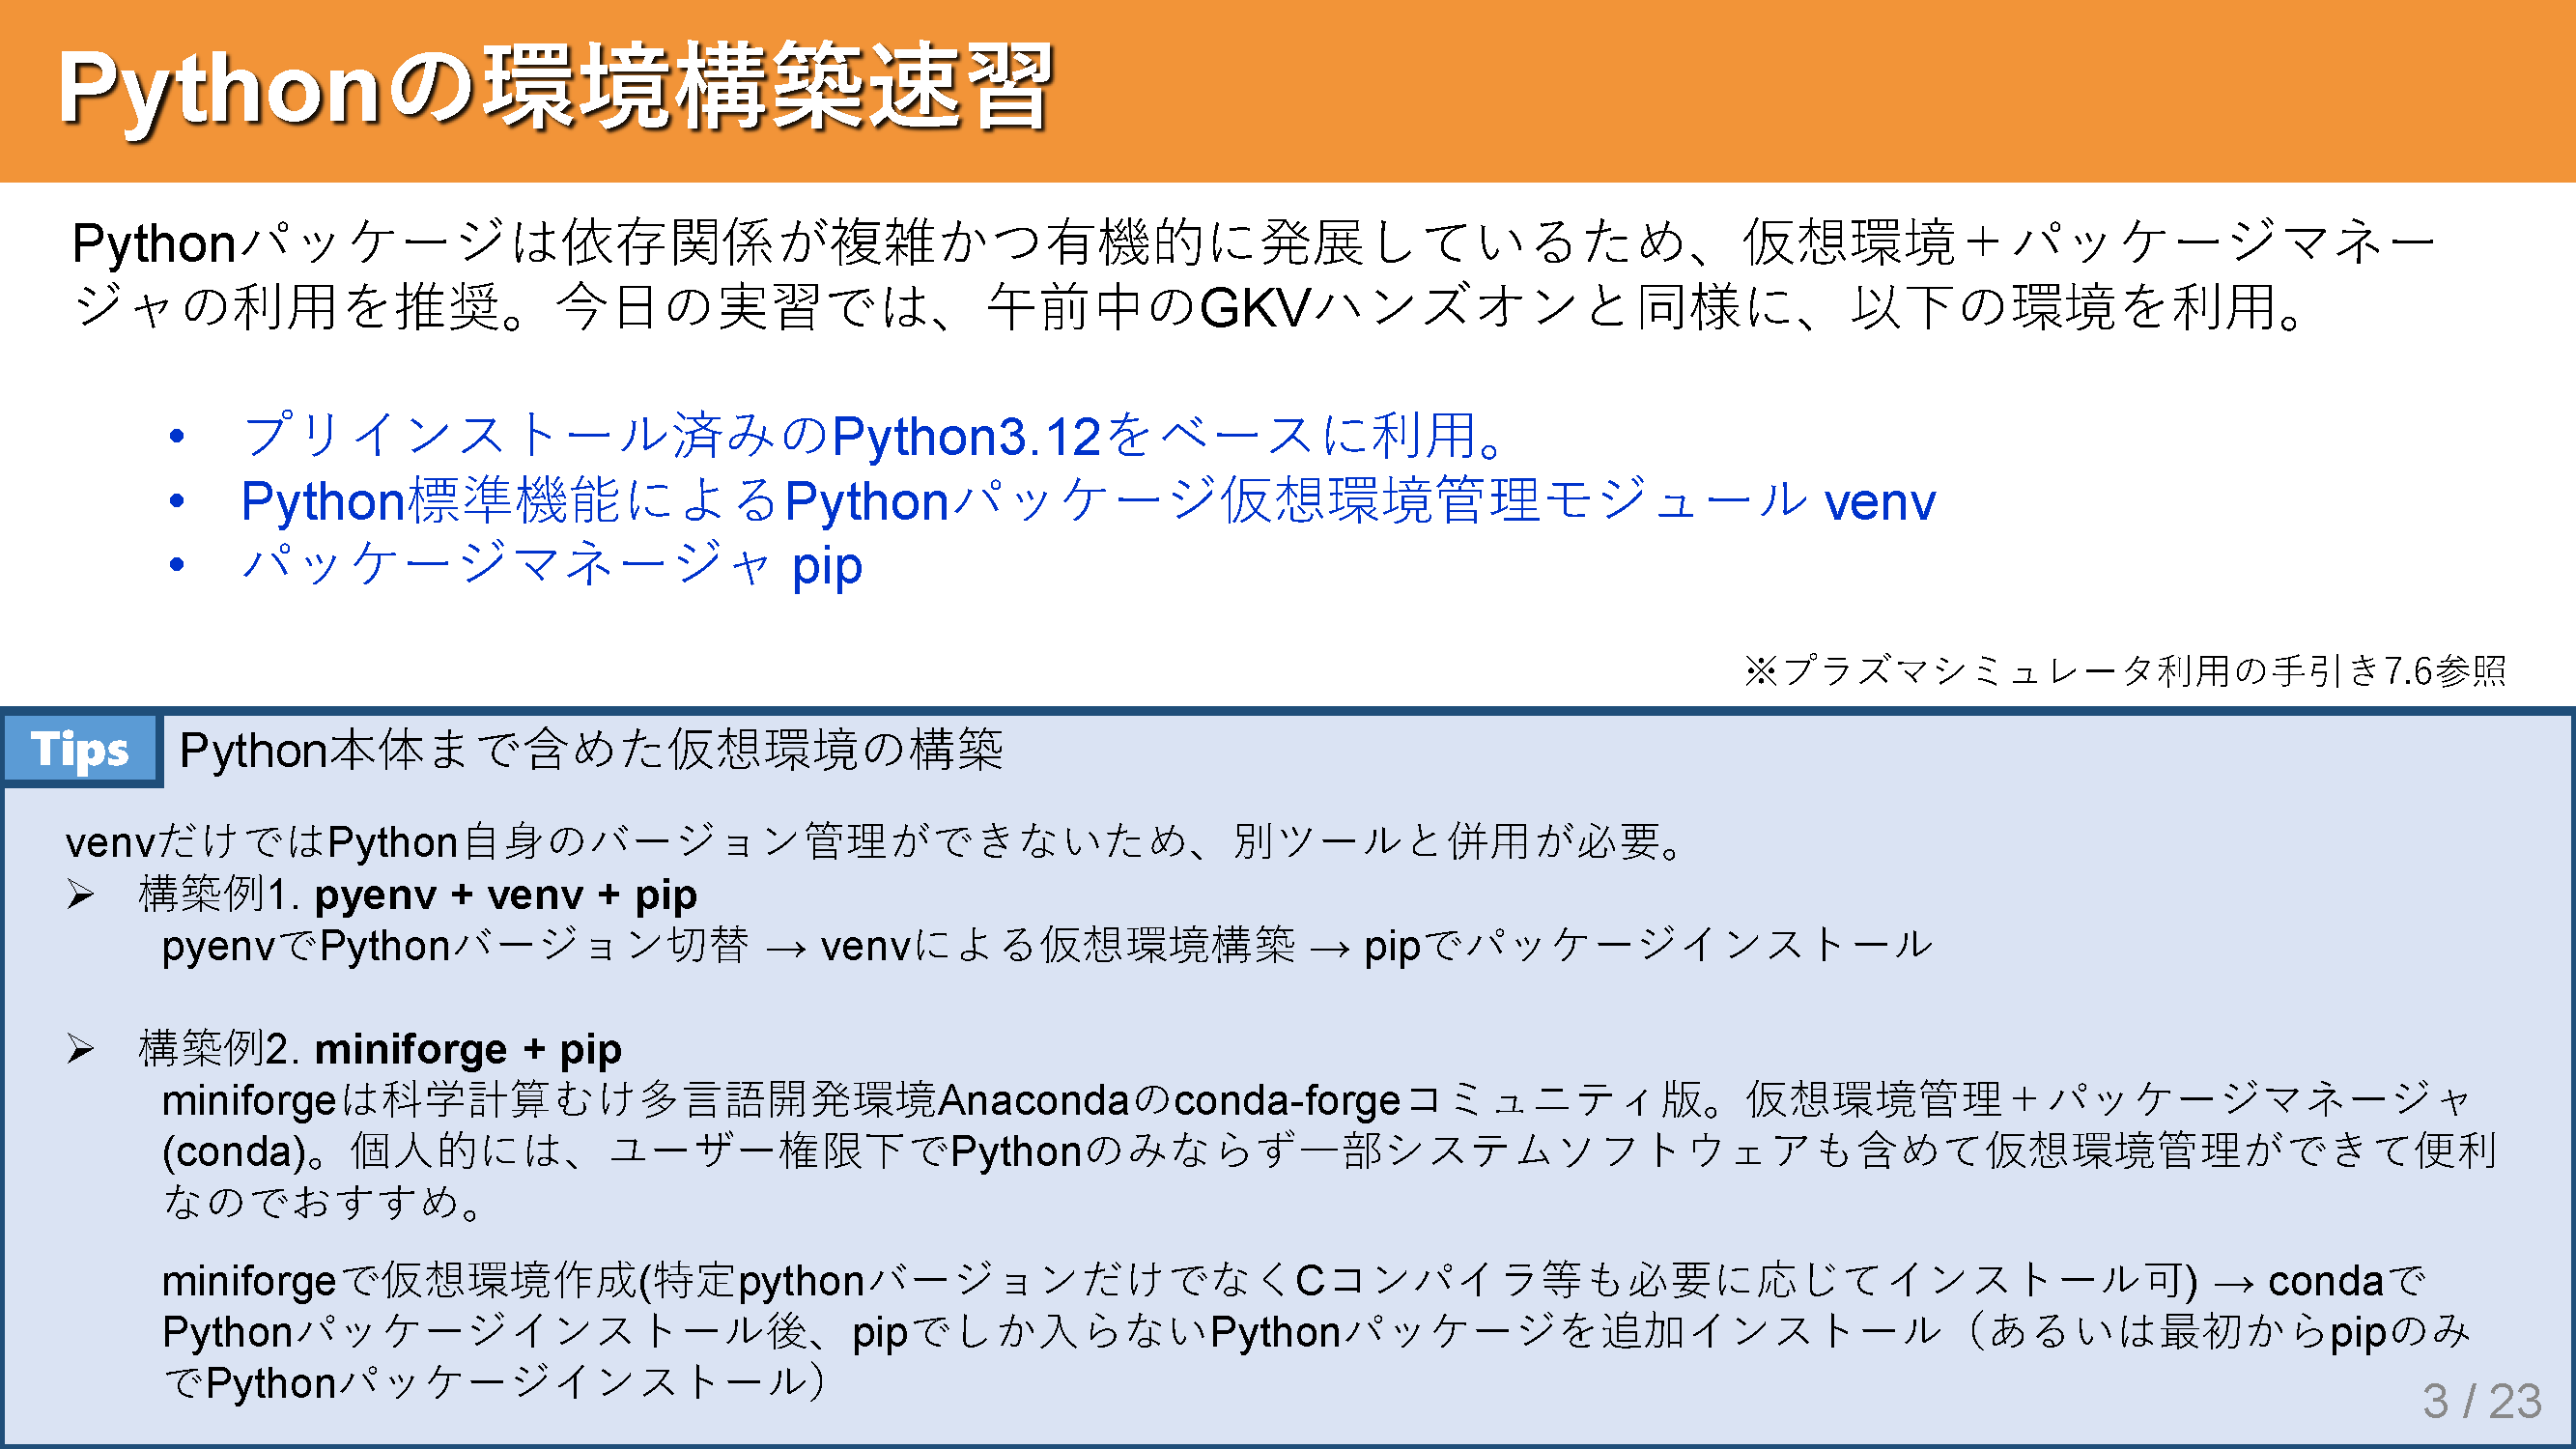 Pythonの環境構築速習
Pythonパッケージは依存関係が複雑かつ有機的に発展しているため、仮想環境＋パッケージマネー
ジャの利用を推奨。今日の実習では、午前中のGKVハンズオンと同様に、以下の環境を利用。
• プリインストール済みのPython3.12をベースに利用。
• Python標準機能によるPythonパッケージ仮想環境管理モジュール venv
• パッケージマネージャ pip
※プラズマシミュレータ利用の手引き7.6参照
Tips Python本体まで含めた仮想環境の構築
venvだけではPython自身のバージョン管理ができないため、別ツールと併用が必要。
➢ 構築例1. pyenv + venv + pip
pyenvでPythonバージョン切替 → venvによる仮想環境構築 → pipでパッケージインストール
➢ 構築例2. miniforge + pip
miniforgeは科学計算むけ多言語開発環境Anacondaのconda-forgeコミュニティ版。仮想環境管理＋パッケージマネージャ
(conda)。個人的には、ユーザー権限下でPythonのみならず一部システムソフトウェアも含めて仮想環境管理ができて便利
なのでおすすめ。
miniforgeで仮想環境作成(特定pythonバージョンだけでなくCコンパイラ等も必要に応じてインストール可) → condaで
Pythonパッケージインストール後、pipでしか入らないPythonパッケージを追加インストール（あるいは最初からpipのみ
でPythonパッケージインストール）
3 / 23